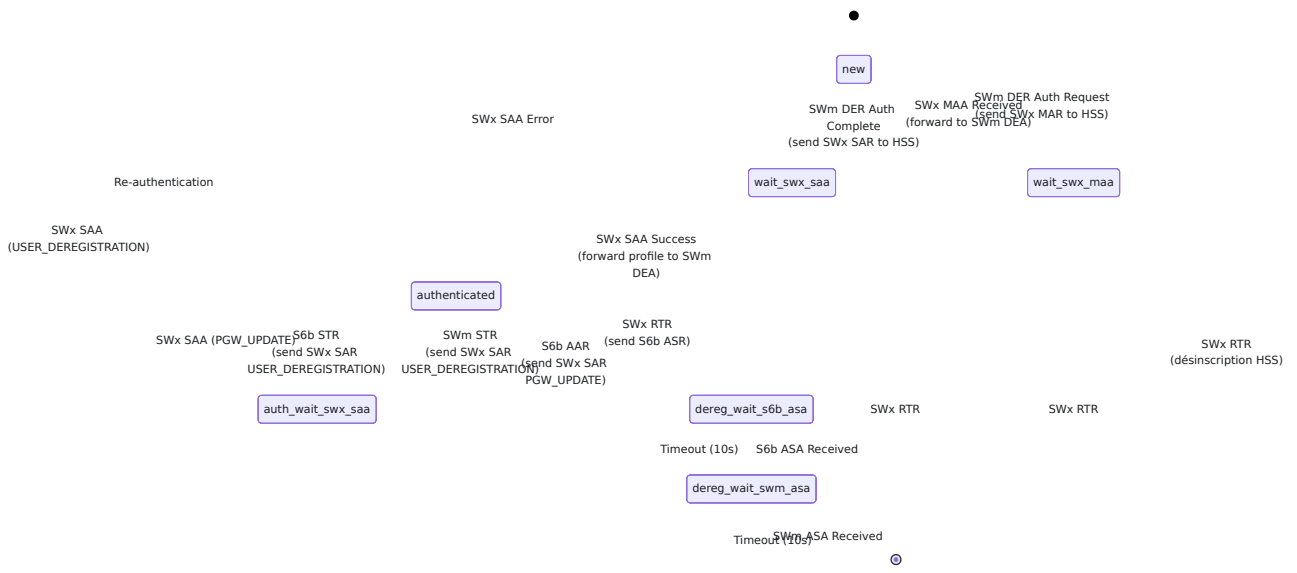 new
SWm DER Auth Request
(send SWx MAR to HSS)
SWx MAA Received
(forward to SWm DEA)
SWm DER Auth
Complete
(send SWx SAR to HSS)
SWx SAA Error
Re-authentication
wait_swx_saa
wait_swx_maa
SWx SAA
(USER_DEREGISTRATION)
SWx SAA Success
(forward profile to SWm
DEA)
authenticated
SWx SAA (PGW_UPDATE)
S6b STR
(send SWx SAR
USER_DEREGISTRATION)
SWm STR
(send SWx SAR
USER_DEREGISTRATION)
S6b AAR
(send SWx SAR
PGW_UPDATE)
SWx RTR
(send S6b ASR)
SWx RTR
(désinscription HSS)
auth_wait_swx_saa
dereg_wait_s6b_asa
SWx RTR
SWx RTR
Timeout (10s)
S6b ASA Received
dereg_wait_swm_asa
SWm ASA Received
Timeout (10s)